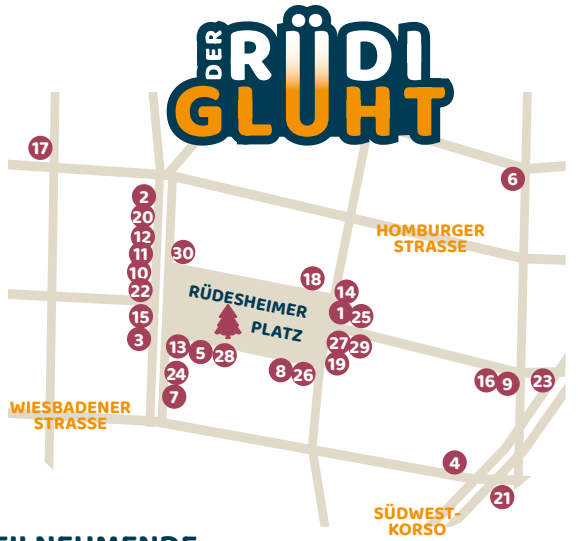 DER RÜDI
GLÜHT
17
6
2
20
12
11
10
22
15
3
30
HOMBURGER
STRASSE
18
14
1 25
RÜDESHEIMER
PLATZ
27 29
19
13 5 28
24
7
8 26
16 9 23
WIESBADENER
STRASSE
4
21
SÜDWEST-
KORSO